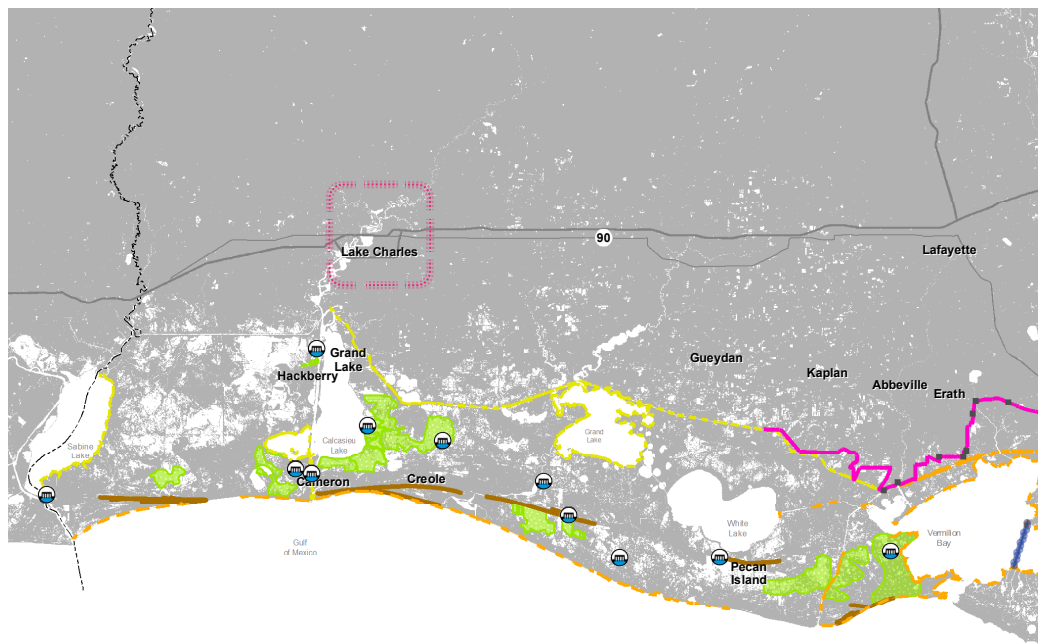 90
Lake Charles
Lafayette
Grand
Lake
Hackberry
Gueydan
Kaplan
Abbeville
Erath
Sabine
Lake
Calcasieu
Lake
Grand
Lake
Cameron
Creole
White
Lake
Vermilion
Bay
Gulf
of Mexico
Pecan
Island